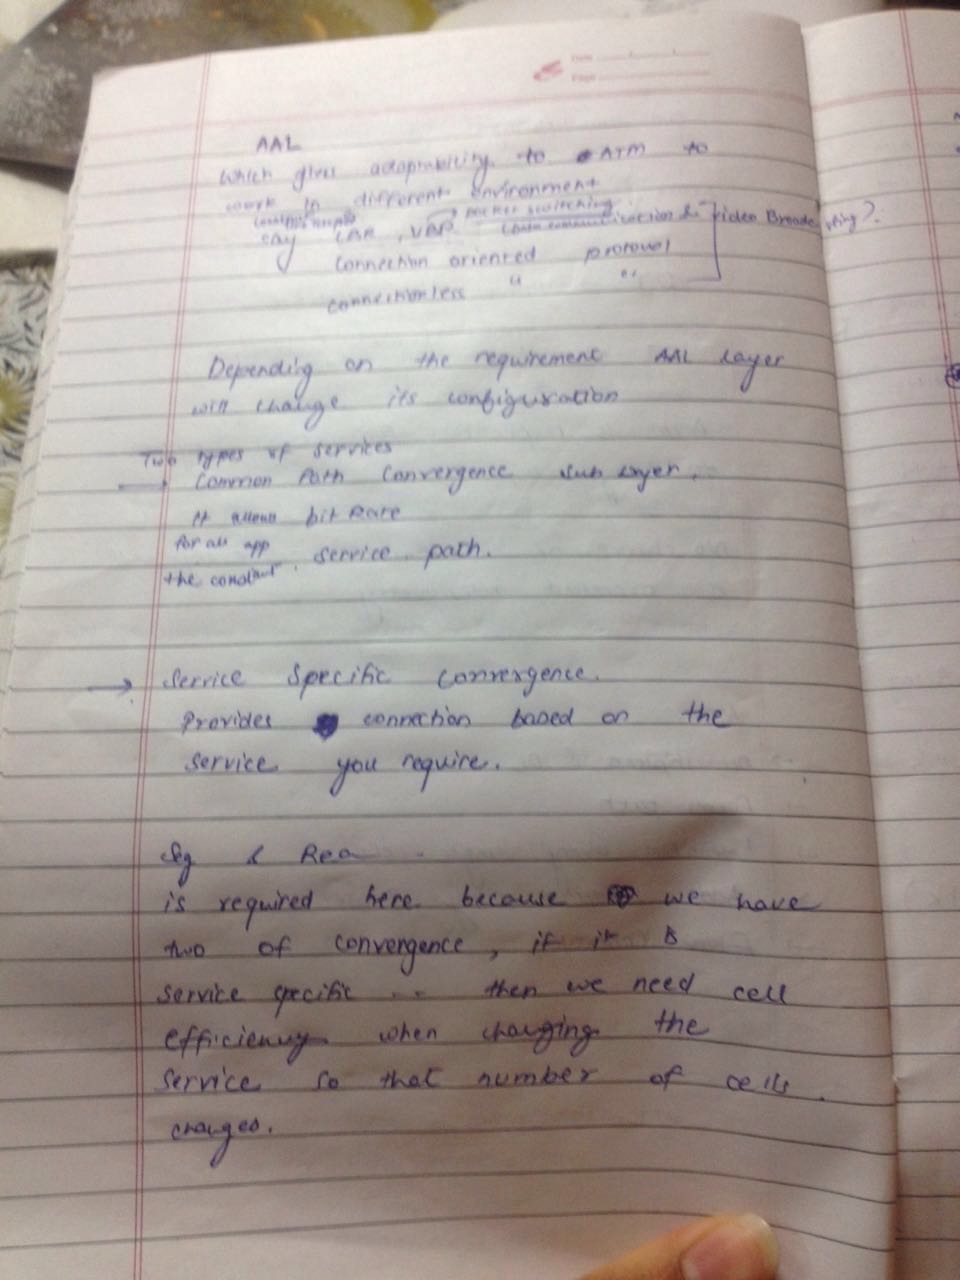 Date
Page
AAL
which gives adaptability to ATM to
work in different environment
packet switching
say CBR, VBR (Data communication & Video Broadcasting).
connection oriented protocol
connectionless " "
Depending on the requirement AAL layer
will change its configuration
Two types of services
→ Common Path Convergence sub layer.
It allows bit Rate
for all app service path.
the constant
→ Service Specific convergence.
Provides connection based on the
service you require.
Seg & Rea
is required here because we have
two of convergence, if it is
service specific -- then we need cell
efficiency when changing the
service so that number of cells
changes.